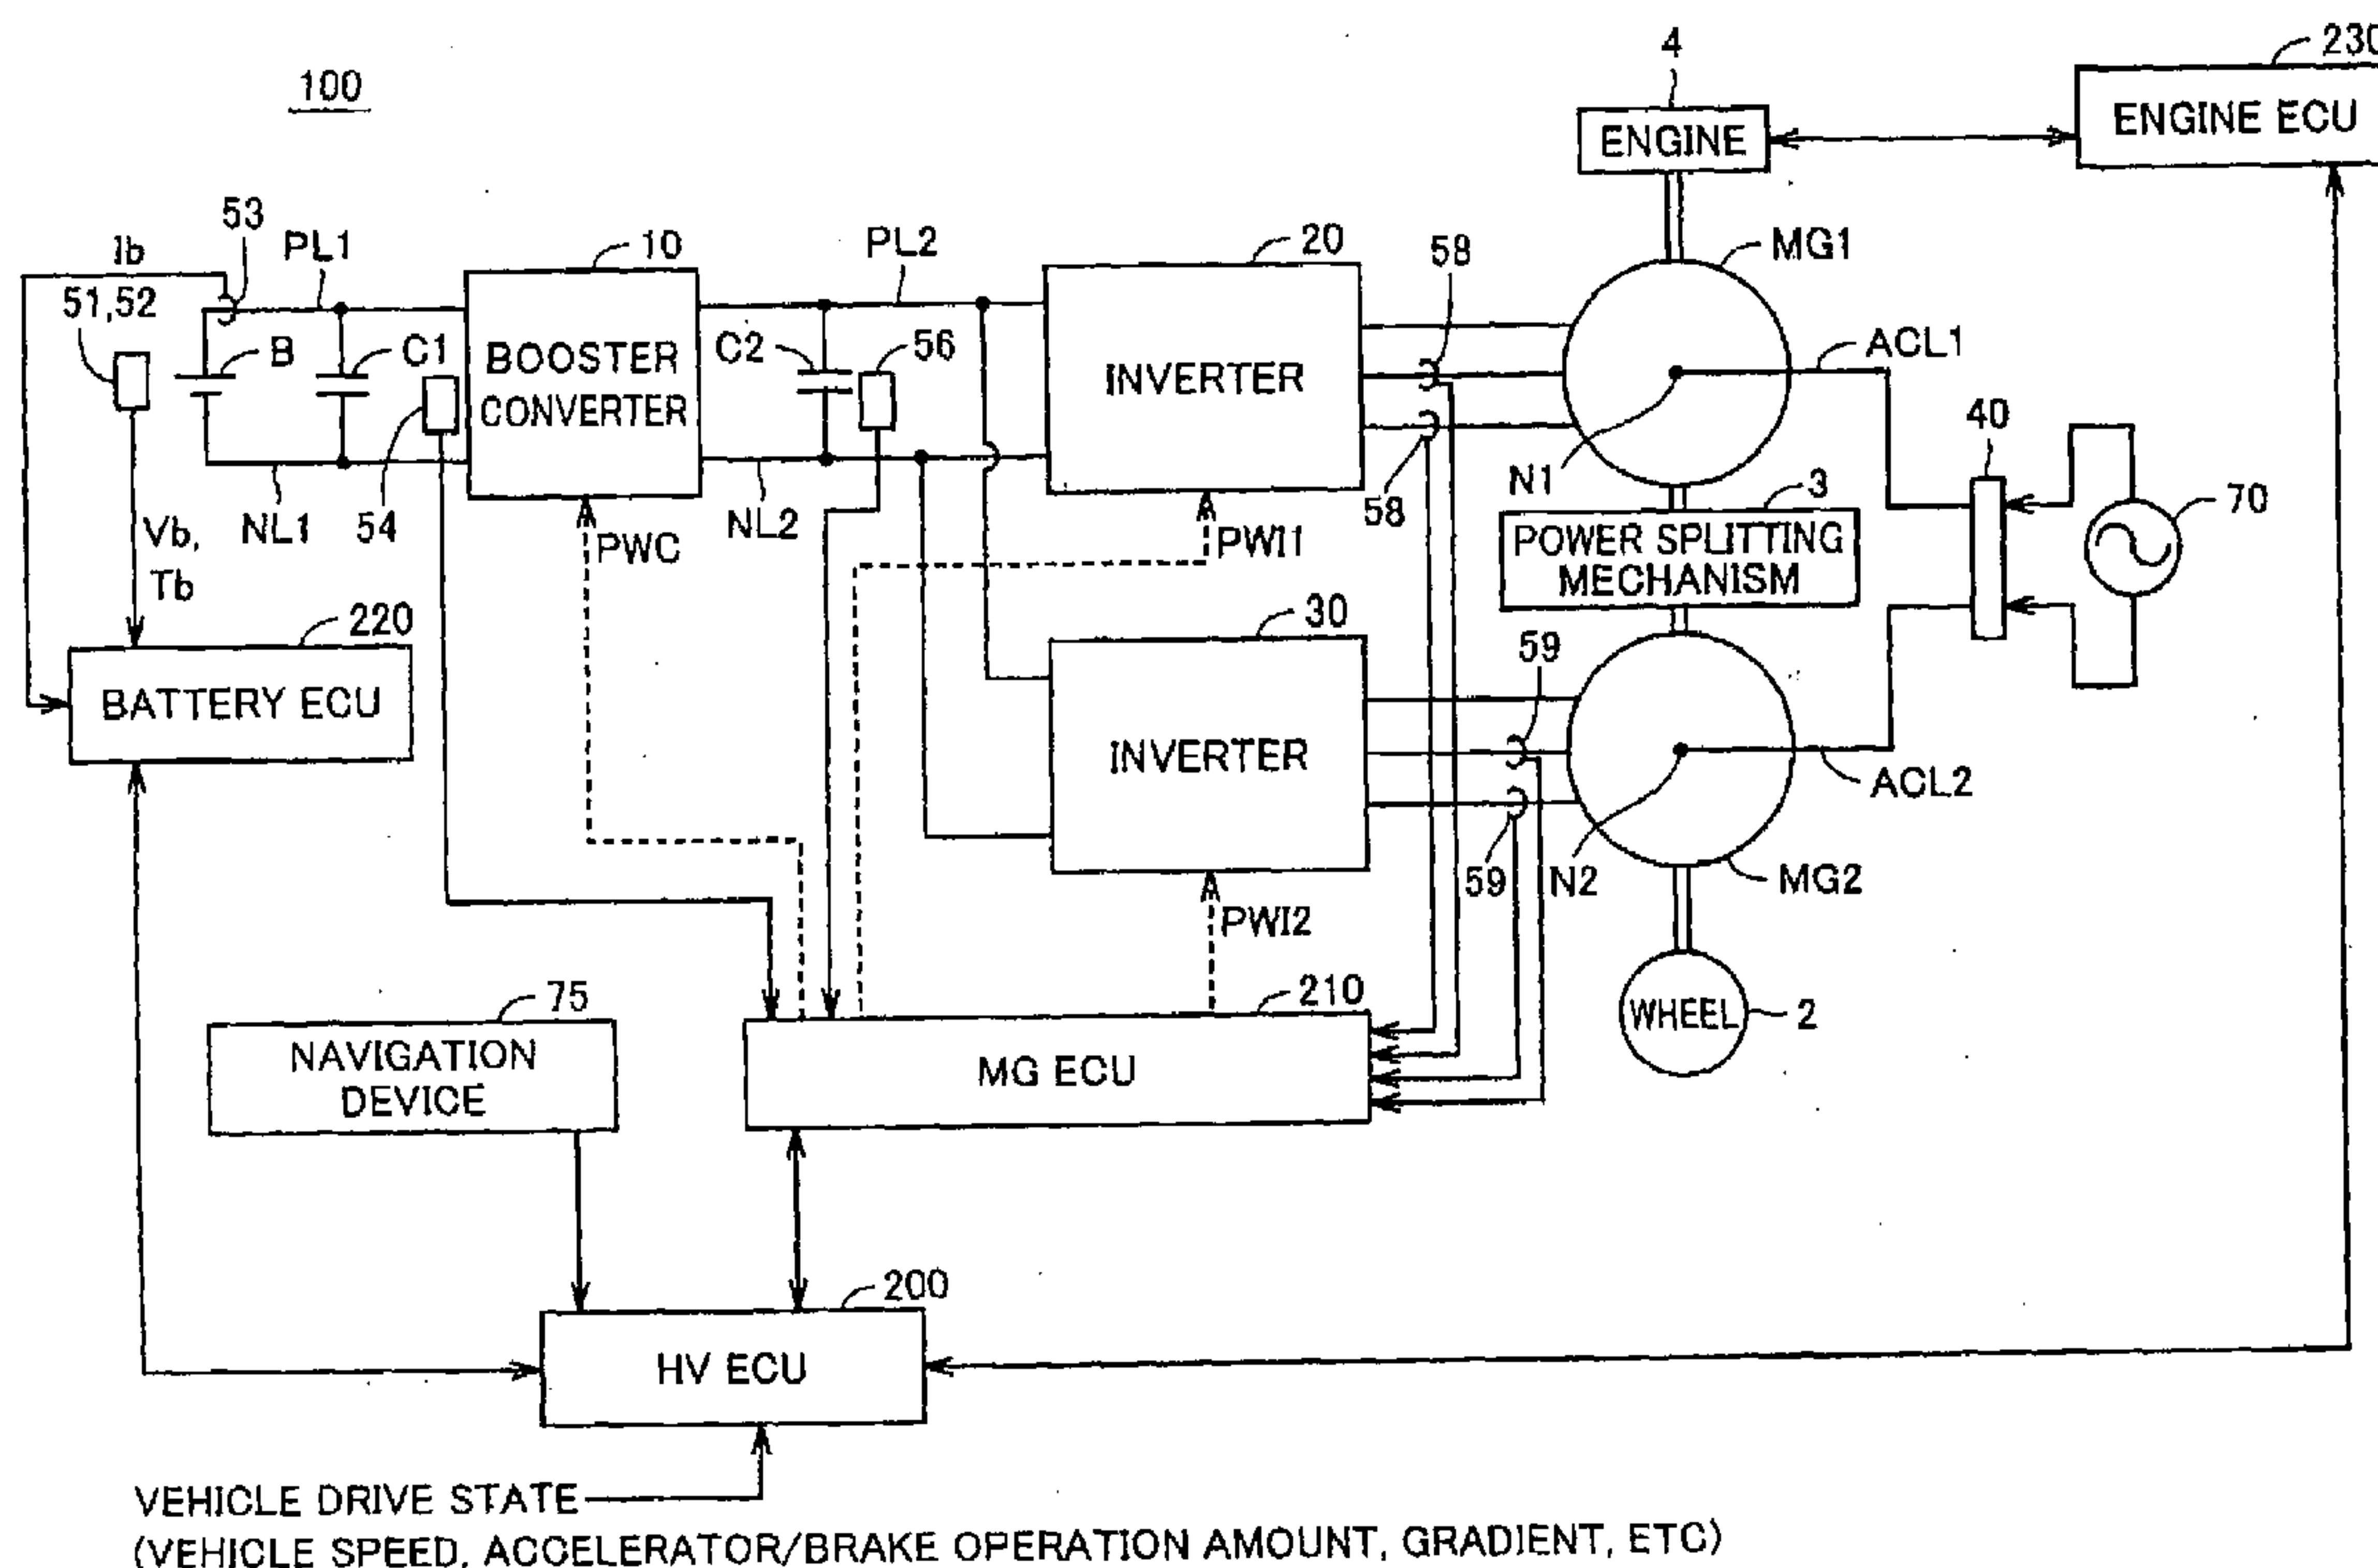 100
4
230
ENGINE
ENGINE ECU
53
Ib
PL1
10
PL2
20
58
MG1
51,52
B
C1
BOOSTER
CONVERTER
C2
56
INVERTER
ACL1
40
N1
58
3
70
NL1
54
Vb,
Tb
PWC
NL2
PWI1
POWER SPLITTING
MECHANISM
220
30
59
BATTERY ECU
INVERTER
ACL2
59
N2
MG2
PWI2
75
210
WHEEL
2
NAVIGATION
DEVICE
MG ECU
200
HV ECU
VEHICLE DRIVE STATE
(VEHICLE SPEED, ACCELERATOR/BRAKE OPERATION AMOUNT, GRADIENT, ETC)